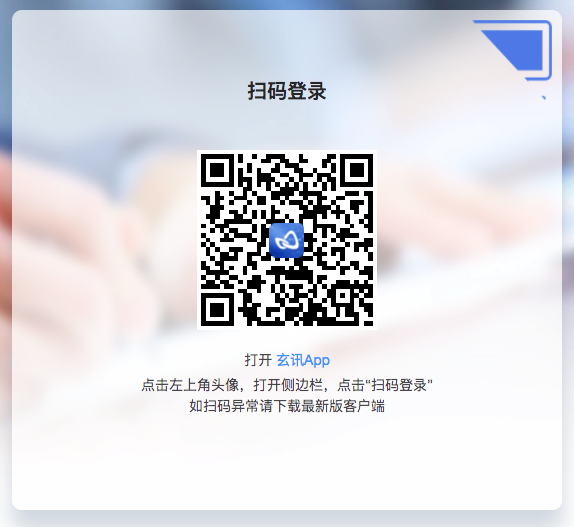 扫码登录
打开 玄讯App
点击左上角头像，打开侧边栏，点击“扫码登录”
如扫码异常请下载最新版客户端